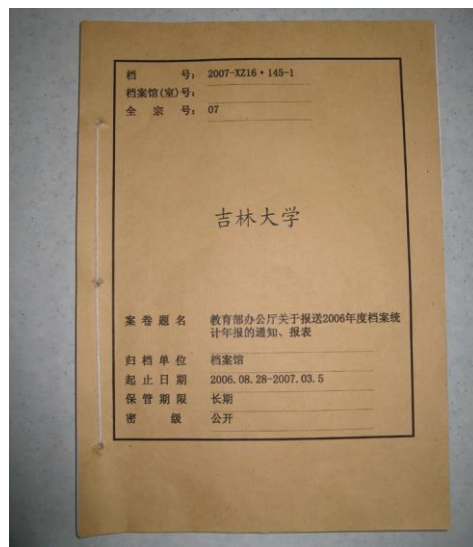 档 号: 2007-XZ16·145-1
档案馆(室)号:
全 宗 号: 07
吉林大学
案卷题名 教育部办公厅关于报送2006年度档案统
计年报的通知、报表
归档单位 档案馆
起止日期 2006.08.28-2007.03.5
保管期限 长期
密 级 公开